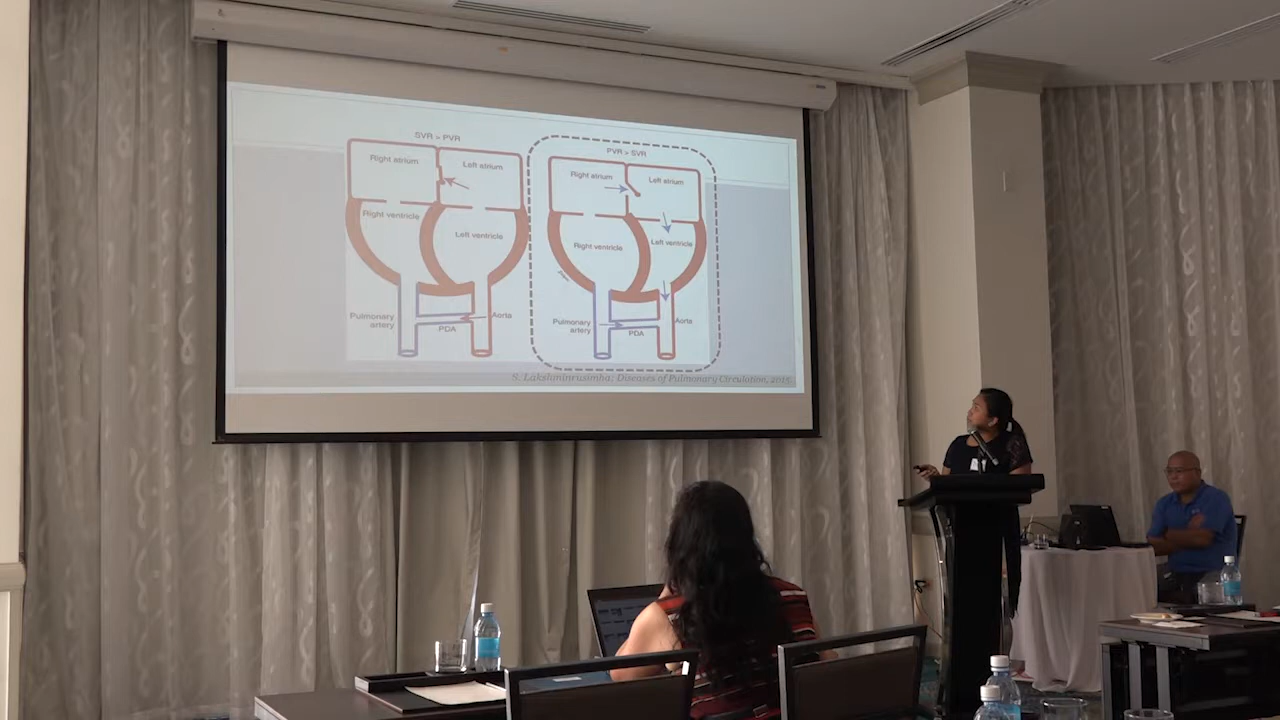 SVR > PVR
Right atrium
Left atrium
Right ventricle
Left ventricle
Pulmonary
artery
Aorta
PDA
PVR > SVR
Right atrium
Left atrium
Right ventricle
Left ventricle
Pulmonary
artery
Aorta
PDA
S. Lakshminrusimha: Diseases of Pulmonary Circulation, 2015